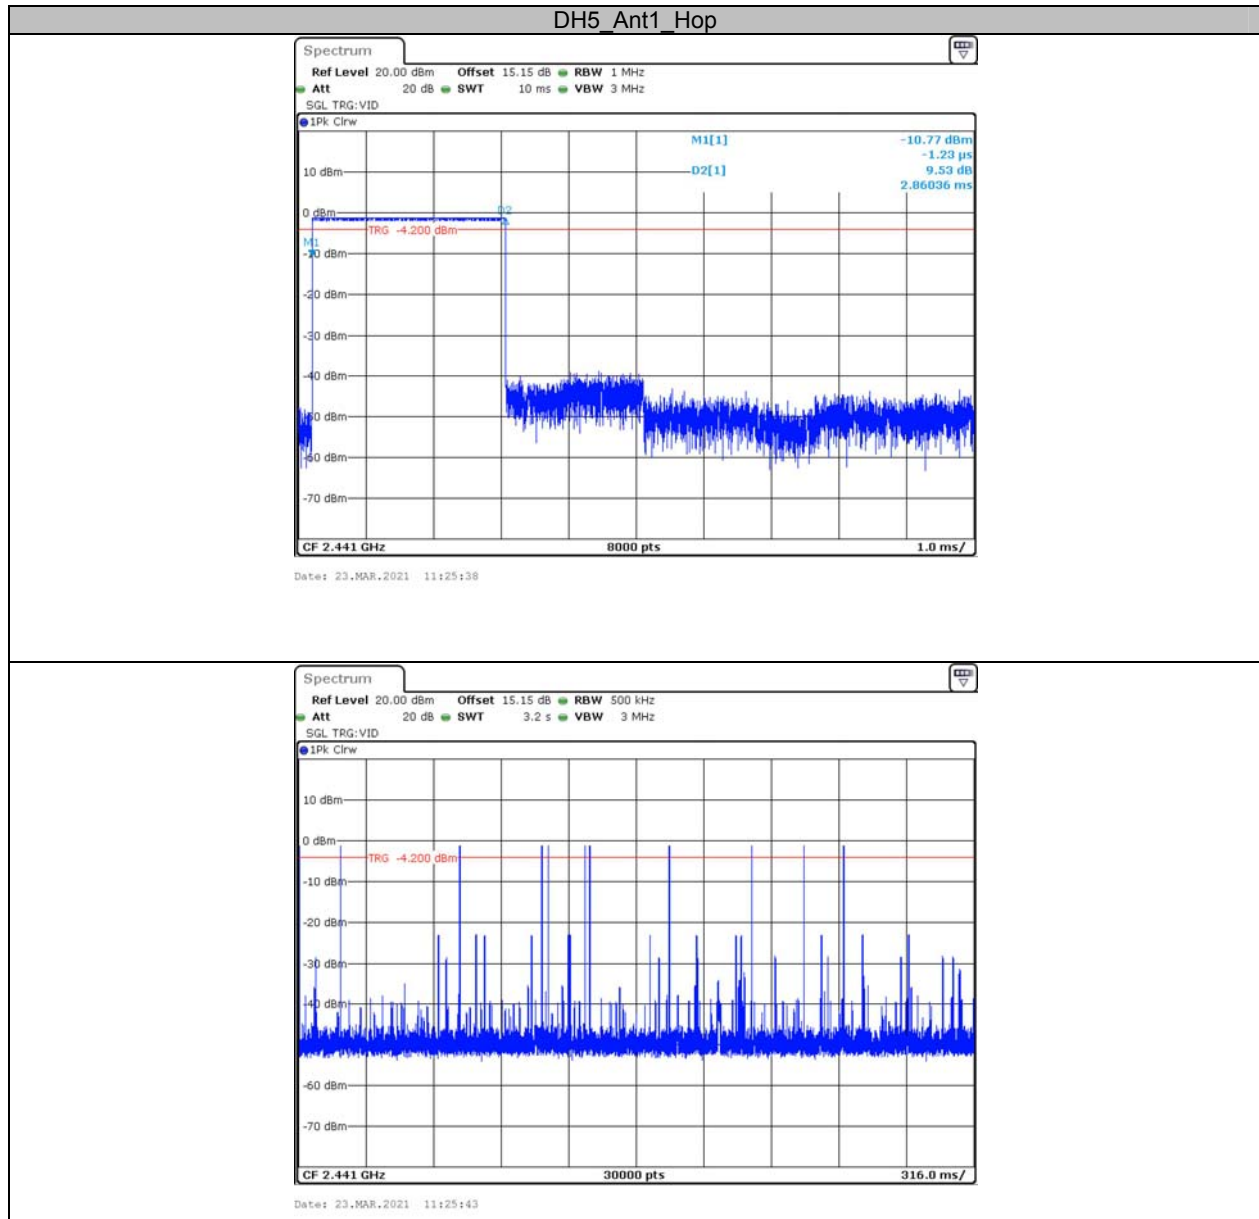 DH5_Ant1_Hop
Spectrum
Ref Level 20.00 dBm Offset 15.15 dB RBW 1 MHz
Att 20 dB SWT 10 ms VBW 3 MHz
SGL TRG:VID
1Pk Clrw
M1[1] -10.77 dBm
-1.23 µs
D2[1] 9.53 dB
2.86036 ms
10 dBm
0 dBm
D2
TRG -4.200 dBm
M1
-10 dBm
-20 dBm
-30 dBm
-40 dBm
-50 dBm
-60 dBm
-70 dBm
CF 2.441 GHz 8000 pts 1.0 ms/
Date: 23.MAR.2021 11:25:38
Spectrum
Ref Level 20.00 dBm Offset 15.15 dB RBW 500 kHz
Att 20 dB SWT 3.2 s VBW 3 MHz
SGL TRG:VID
1Pk Clrw
10 dBm
0 dBm
TRG -4.200 dBm
-10 dBm
-20 dBm
-30 dBm
-40 dBm
-60 dBm
-70 dBm
CF 2.441 GHz 30000 pts 316.0 ms/
Date: 23.MAR.2021 11:25:43